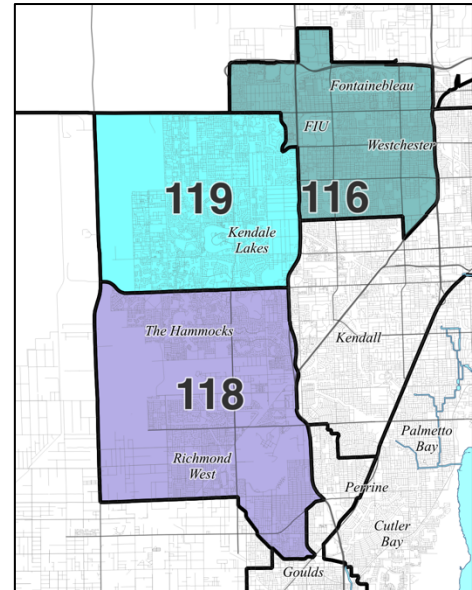 Fontainebleau
FIU
Westchester
119
116
Kendale
Lakes
The Hammocks
Kendall
118
Palmetto
Bay
Richmond
West
Perrine
Cutler
Bay
Goulds